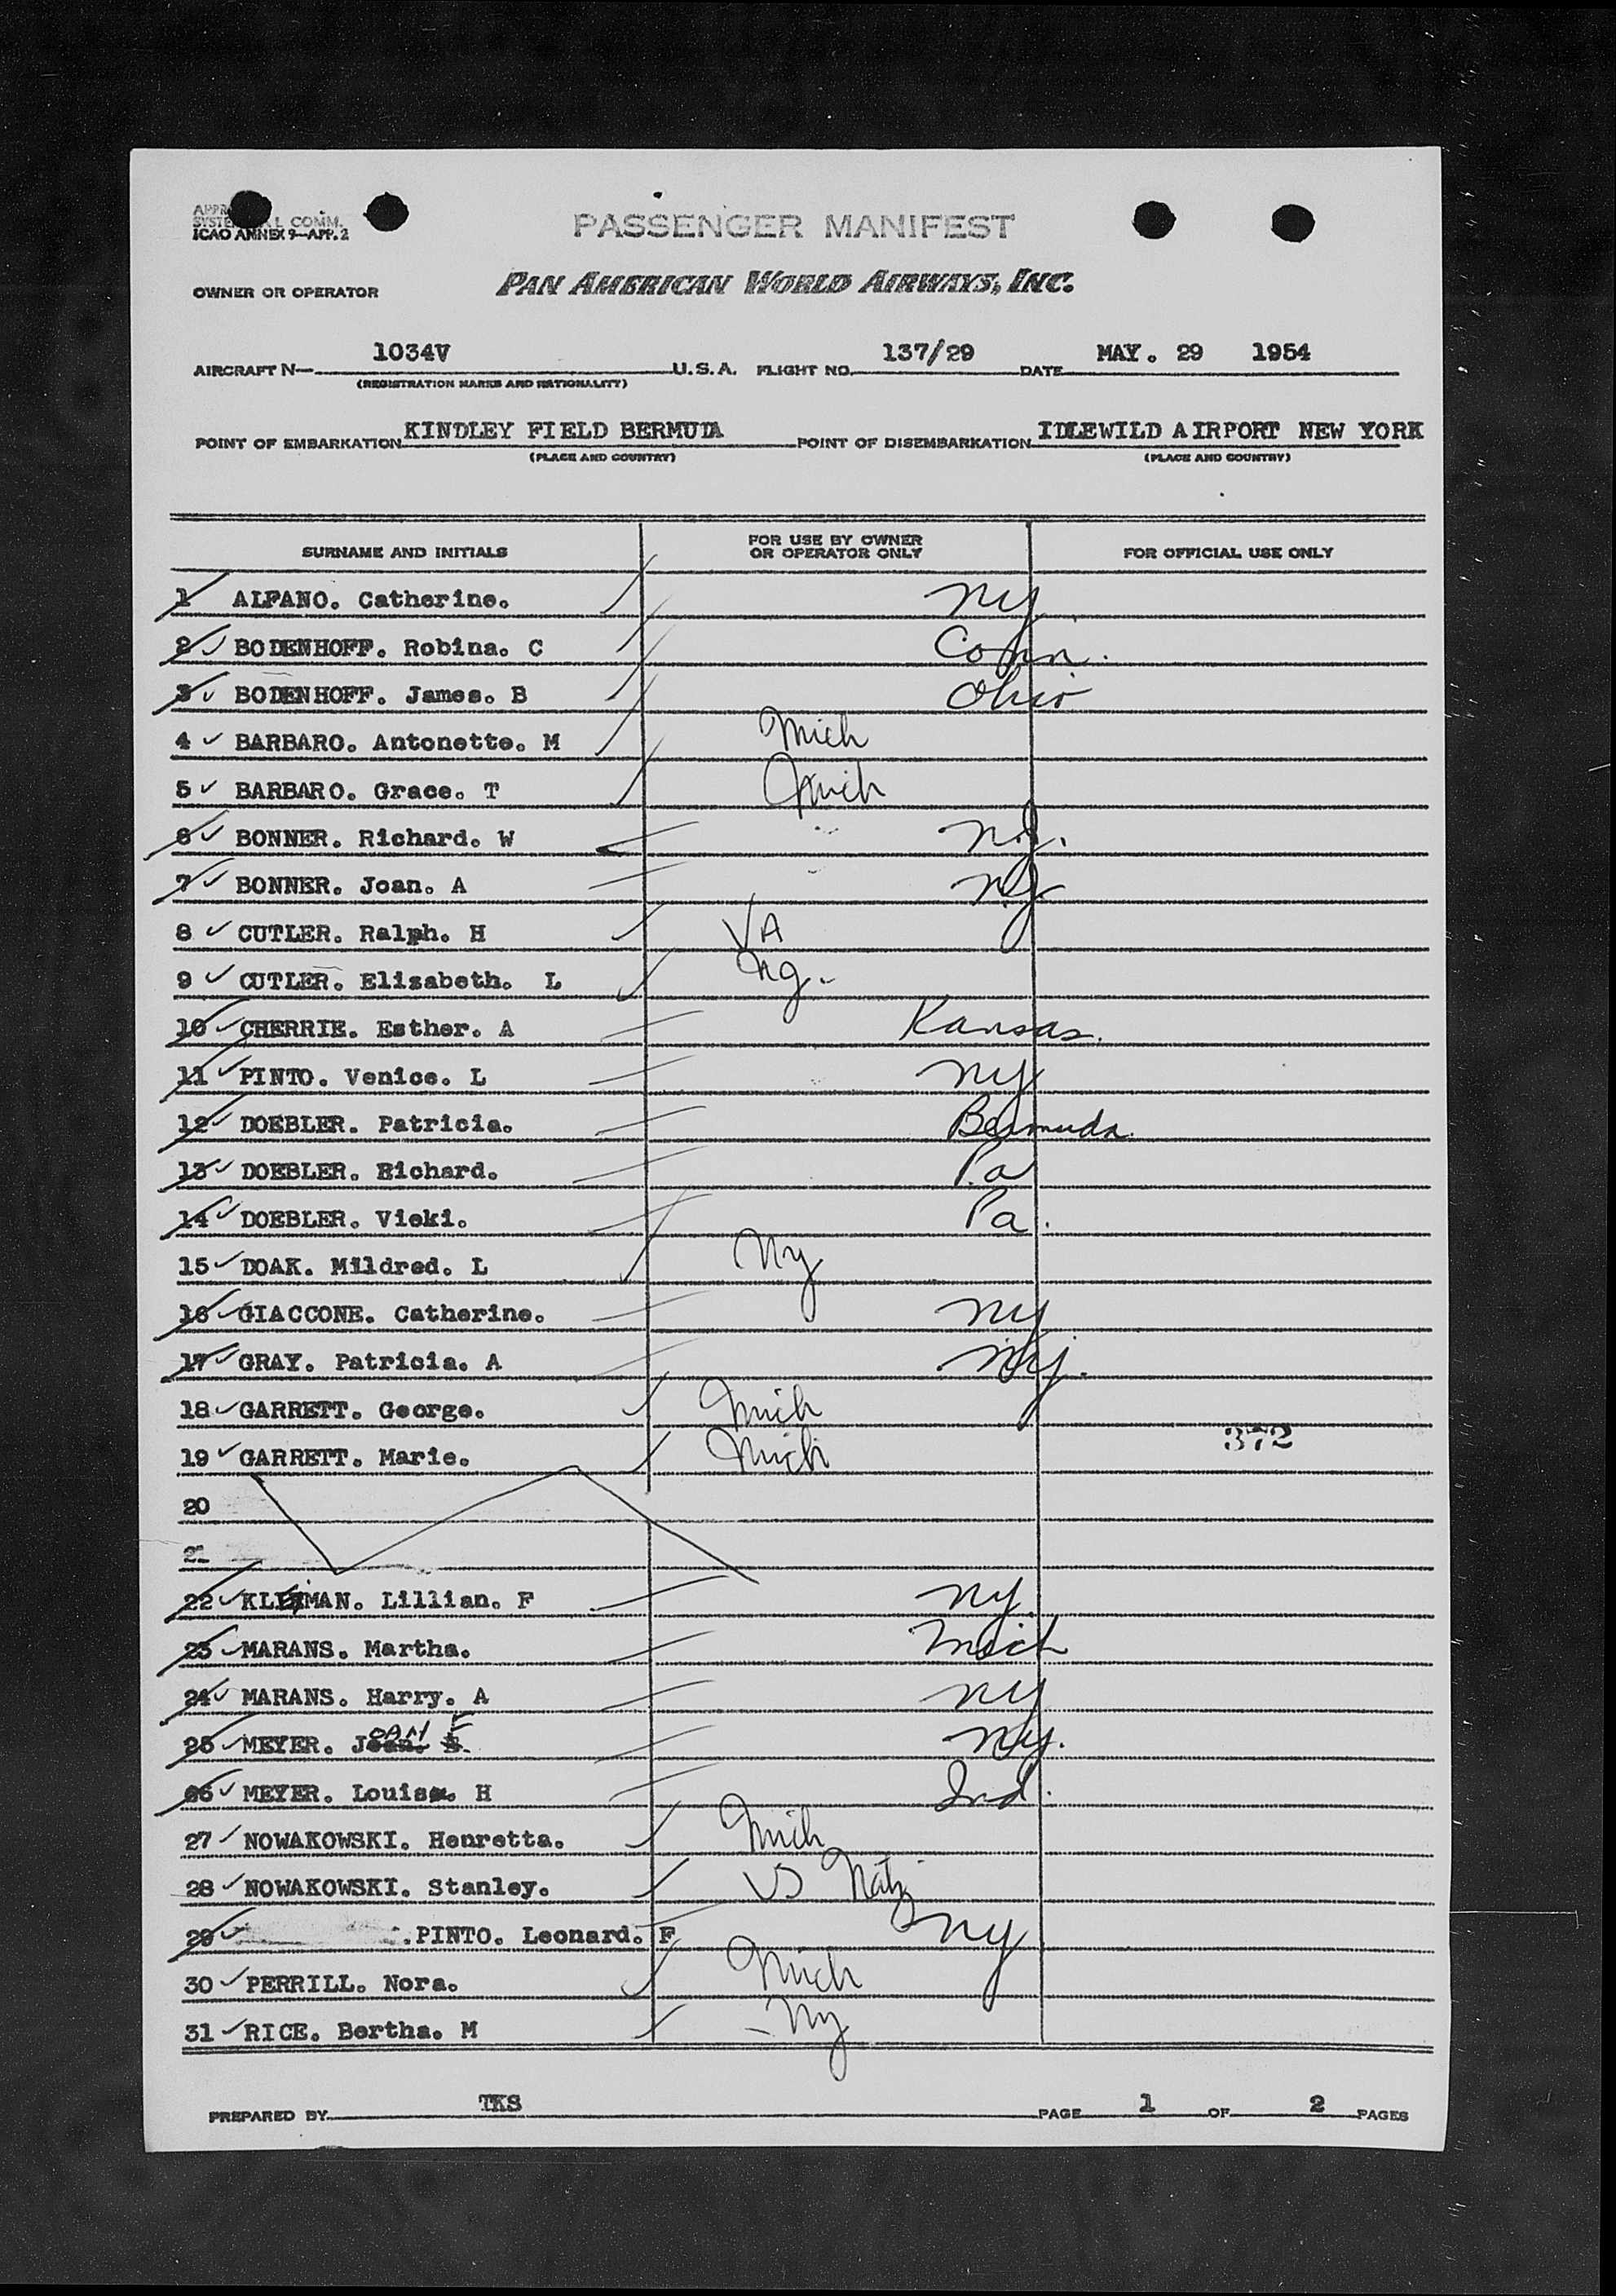 ICAO ANNEX 9—APP. 2
PASSENGER MANIFEST
OWNER OR OPERATOR PAN AMERICAN WORLD AIRWAYS, INC.
AIRCRAFT N— 1034V U.S.A. FLIGHT NO. 137/29 DATE MAY. 29 1954
(REGISTRATION MARKS AND NATIONALITY)
POINT OF EMBARKATION KINDLEY FIELD BERMUDA POINT OF DISEMBARKATION IDLEWILD AIRPORT NEW YORK
(PLACE AND COUNTRY) (PLACE AND COUNTRY)
SURNAME AND INITIALS FOR USE BY OWNER OR OPERATOR ONLY FOR OFFICIAL USE ONLY
1 ALFANO. Catherine. Ny
2 BODENHOFF. Robina. C Conn.
3 BODENHOFF. James. B Ohio
4 BARBARO. Antonette. M Mich
5 BARBARO. Grace. T Mich
6 BONNER. Richard. W N.J.
7 BONNER. Joan. A NJ
8 CUTLER. Ralph. H VA
9 CUTLER. Elizabeth. L
10 CHERRIE. Esther. A Kansas.
11 PINTO. Venice. L Ny
12 DOEBLER. Patricia. Bermuda.
13 DOEBLER. Richard. Pa
14 DOEBLER. Vicki. Pa.
15 DOAK. Mildred. L Ny
16 GIACCONE. Catherine. Ny
17 GRAY. Patricia. A
18 GARRETT. George. Mich
19 GARRETT. Marie. Mich 372
20
21
22 KLEIMAN. Lillian. F Ny
23 MARANS. Martha. Mich
24 MARANS. Harry. A Ny
25 MEYER. JOAN E Ny.
26 MEYER. Louis. H Ind.
27 NOWAKOWSKI. Henretta. Mich
28 NOWAKOWSKI. Stanley. US Natz
29 PINTO. Leonard. F Ny
30 PERRILL. Nora. Mich
31 RICE. Bertha. M Ny
PREPARED BY TKS PAGE 1 OF 2 PAGES